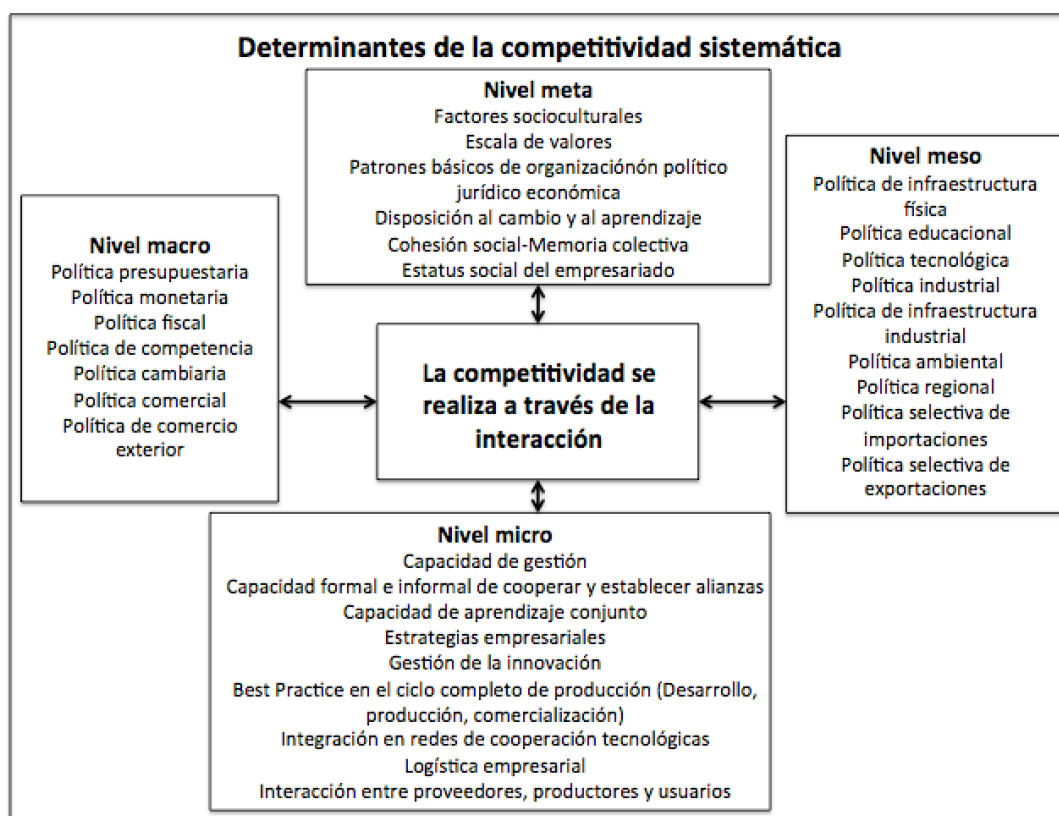 Determinantes de la competitividad sistemática
Nivel meta
Factores socioculturales
Escala de valores
Patrones básicos de organizaciónón político
jurídico económica
Disposición al cambio y al aprendizaje
Cohesión social-Memoria colectiva
Estatus social del empresariado
Nivel macro
Política presupuestaria
Política monetaria
Política fiscal
Política de competencia
Política cambiaria
Política comercial
Política de comercio
exterior
La competitividad se
realiza a través de la
interacción
Nivel meso
Política de infraestructura
física
Política educacional
Política tecnológica
Política industrial
Política de infraestructura
industrial
Política ambiental
Política regional
Política selectiva de
importaciones
Política selectiva de
exportaciones
Nivel micro
Capacidad de gestión
Capacidad formal e informal de cooperar y establecer alianzas
Capacidad de aprendizaje conjunto
Estrategias empresariales
Gestión de la innovación
Best Practice en el ciclo completo de producción (Desarrollo,
producción, comercialización)
Integración en redes de cooperación tecnológicas
Logística empresarial
Interacción entre proveedores, productores y usuarios